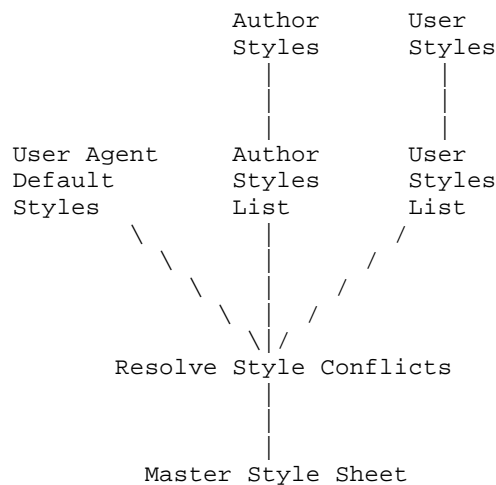 Author User
Styles Styles
User Agent Author User
Default Styles Styles
Styles List List
Resolve Style Conflicts
Master Style Sheet